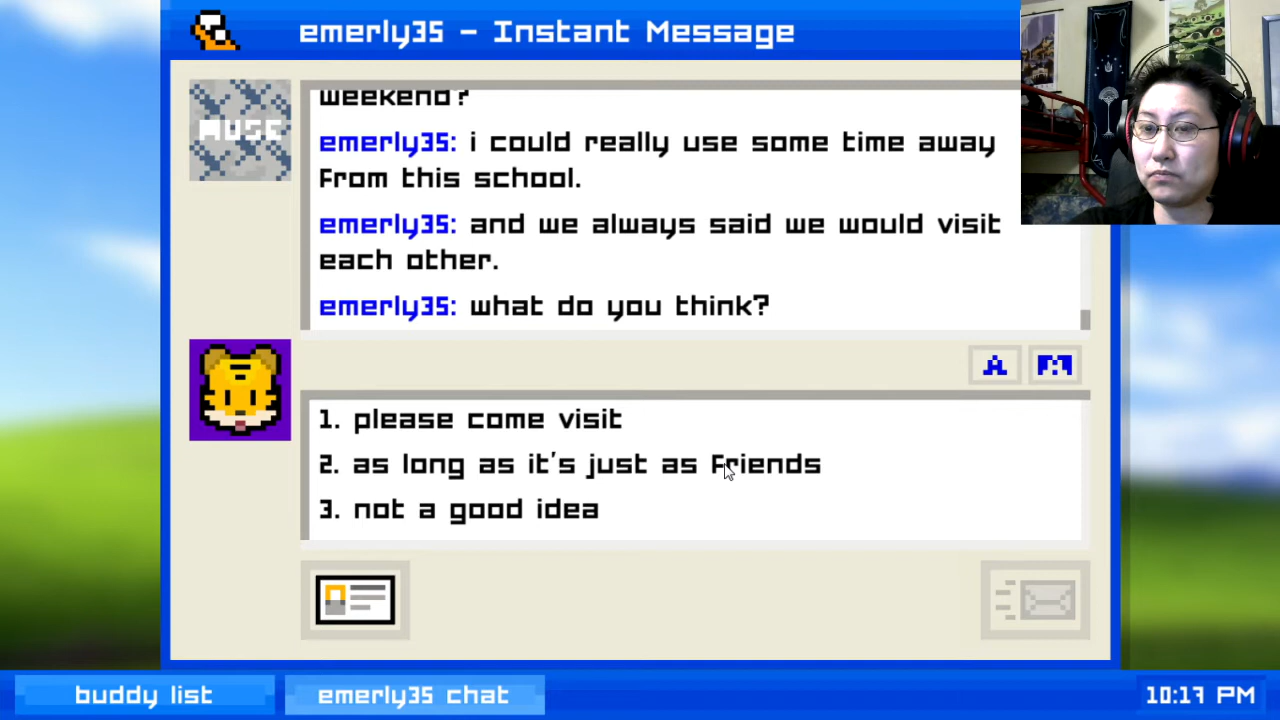 emerly35 - Instant Message
MUSE
weekend?
emerly35: i could really use some time away
from this school.
emerly35: and we always said we would visit
each other.
emerly35: what do you think?
A
1. please come visit
2. as long as it's just as friends
3. not a good idea
buddy list
emerly35 chat
10:17 PM